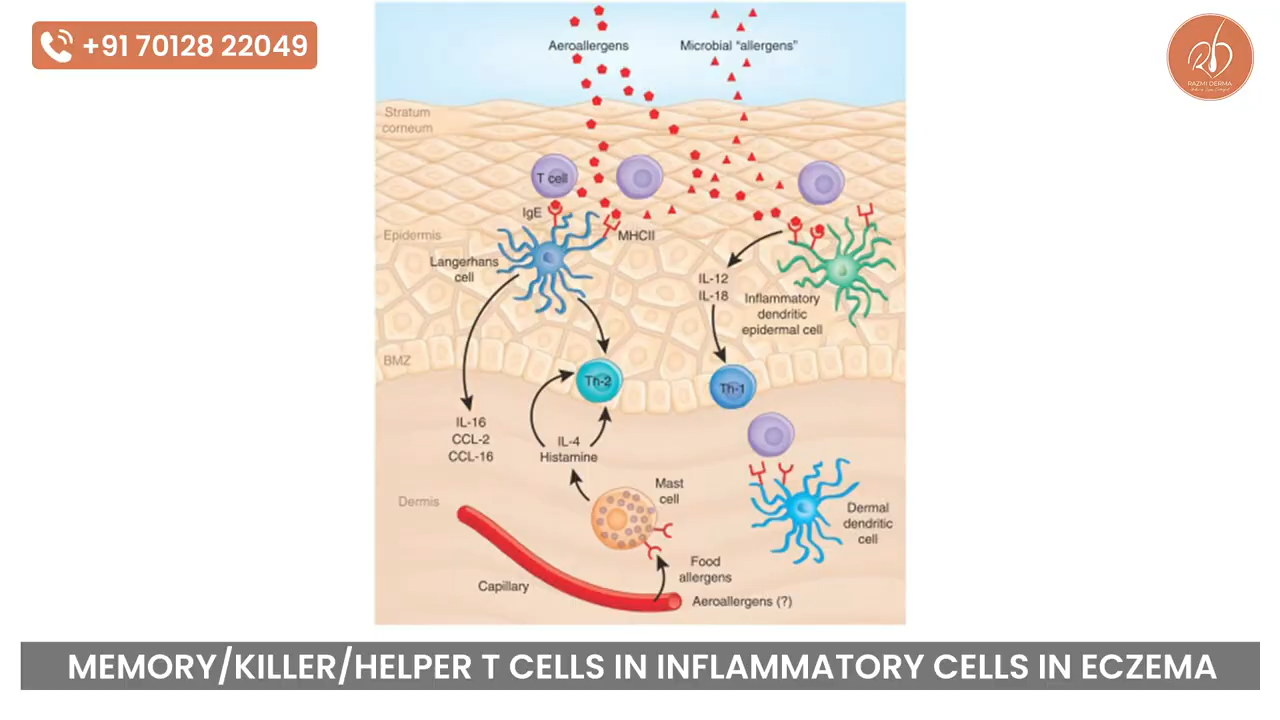 +91 70128 22049
RAZMI DERMA
Aeroallergens
Microbial “allergens”
Stratum
corneum
T cell
IgE
MHCII
Epidermis
Langerhans
cell
IL-12
IL-18
Inflammatory
dendritic
epidermal cell
BMZ
Th-2
Th-1
IL-16
CCL-2
CCL-16
IL-4
Histamine
Mast
cell
Dermis
Dermal
dendritic
cell
Food
allergens
Capillary
Aeroallergens (?)
MEMORY/KILLER/HELPER T CELLS IN INFLAMMATORY CELLS IN ECZEMA